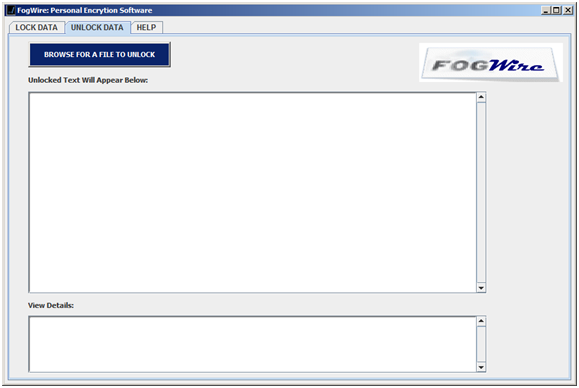 FogWire: Personal Encrytion Software
LOCK DATA UNLOCK DATA HELP
BROWSE FOR A FILE TO UNLOCK
FOGWire
Unlocked Text Will Appear Below:
View Details: